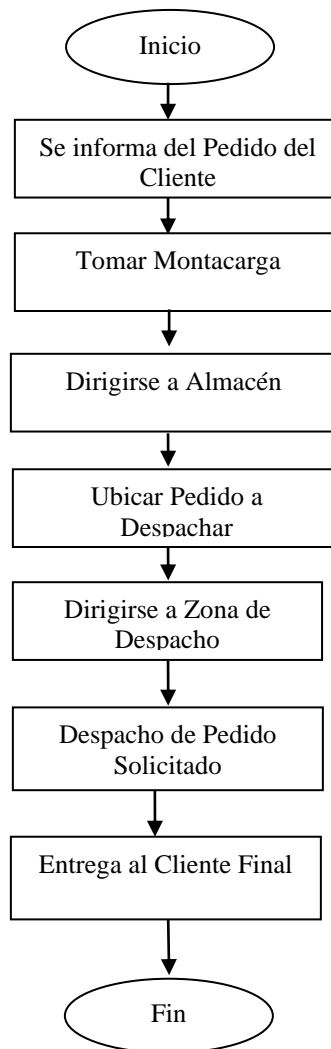 Inicio
Se informa del Pedido del
Cliente
Tomar Montacarga
Dirigirse a Almacén
Ubicar Pedido a
Despachar
Dirigirse a Zona de
Despacho
Despacho de Pedido
Solicitado
Entrega al Cliente Final
Fin